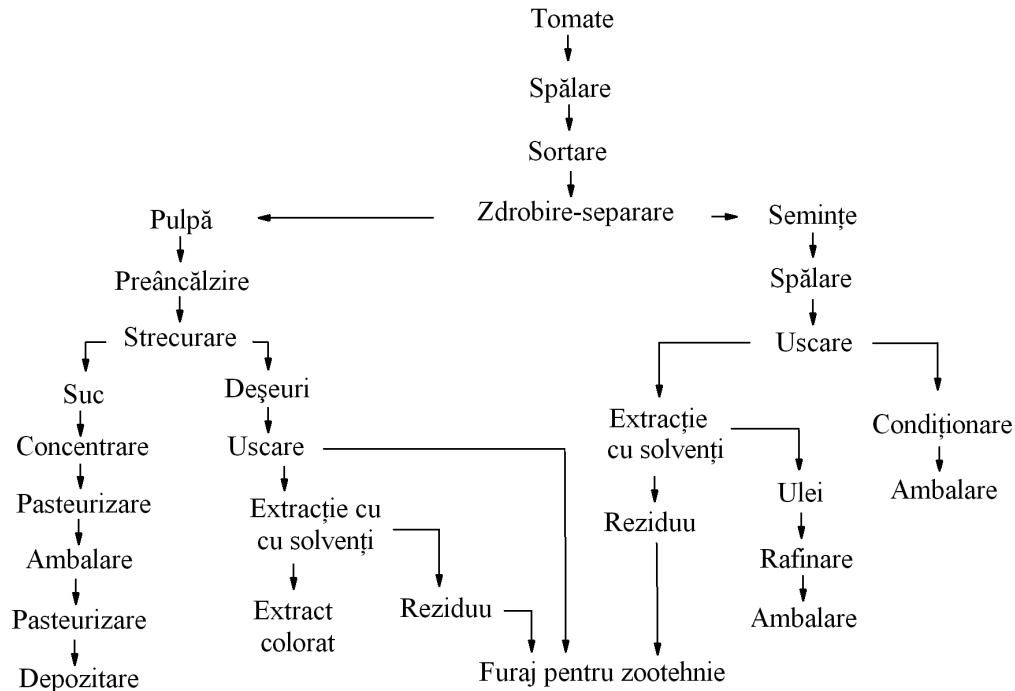 Tomate
Spălare
Sortare
Zdrobire-separare
Pulpă
Semințe
Preâncălzire
Spălare
Strecurare
Uscare
Suc
Deşeuri
Extracție
cu solvenți
Condiționare
Concentrare
Uscare
Ulei
Ambalare
Pasteurizare
Extracție cu
cu solvenți
Reziduu
Ambalare
Rafinare
Extract
colorat
Reziduu
Pasteurizare
Ambalare
Depozitare
Furaj pentru zootehnie